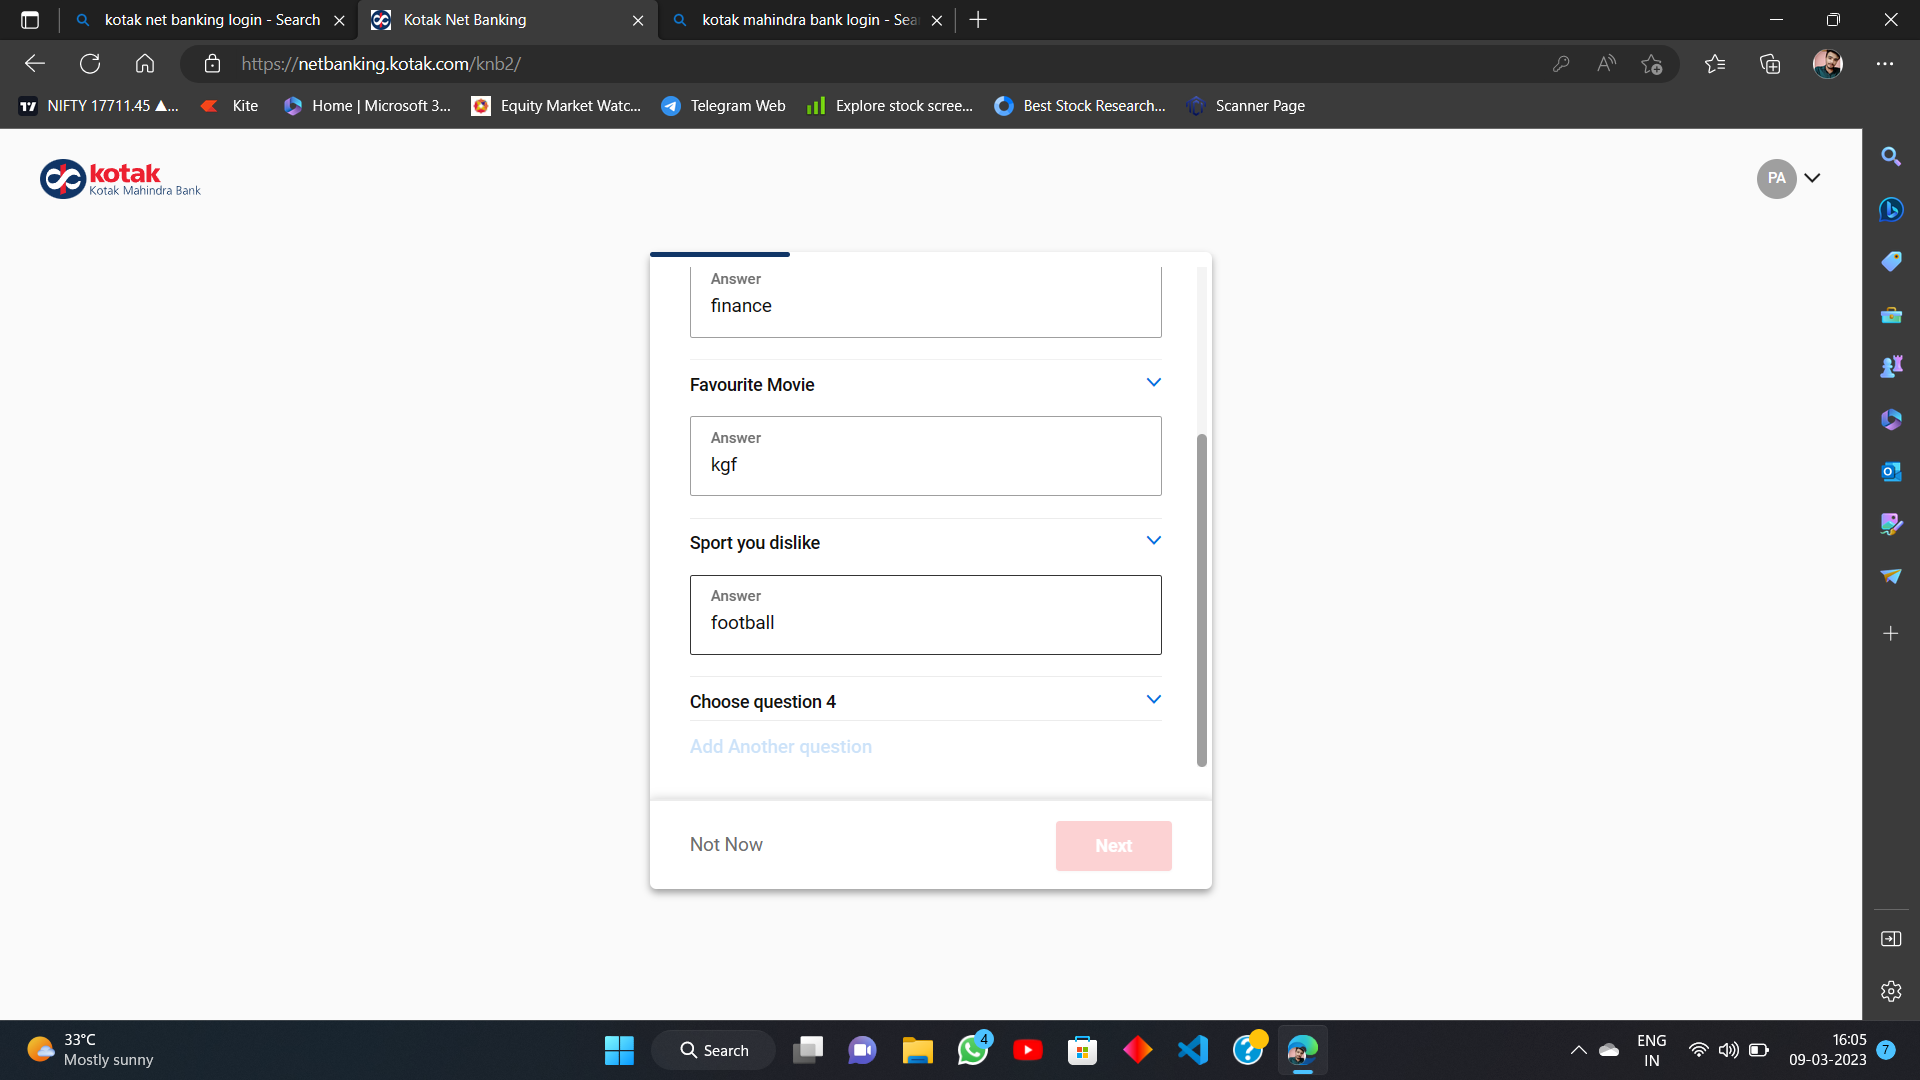 kotak net banking login - Search
Kotak Net Banking
kotak mahindra bank login - Sea
https://netbanking.kotak.com/knb2/
NIFTY 17711.45 ▲...
Kite
Home | Microsoft 3...
Equity Market Watc...
Telegram Web
Explore stock scree...
Best Stock Research...
Scanner Page
kotak
Kotak Mahindra Bank
PA
Answer
finance
Favourite Movie
Answer
kgf
Sport you dislike
Answer
football
Choose question 4
Add Another question
Not Now
Next
33°C
Mostly sunny
Search
4
ENG
IN
16:05
09-03-2023
7